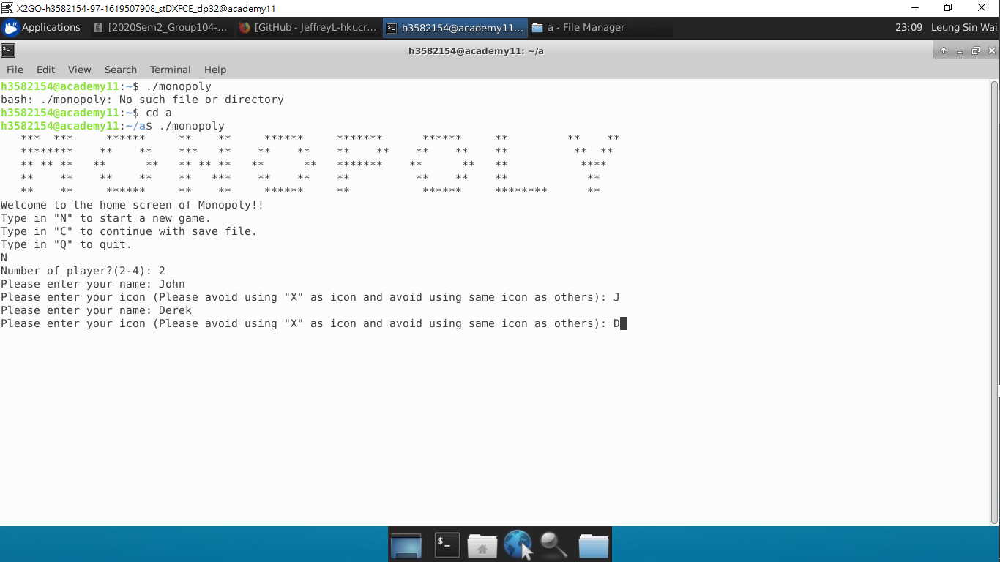 X2GO-h3582154-97-1619507908_stDXFCE_dp32@academy11
Applications [2020Sem2_Group104-... [GitHub - JeffreyL-hkucr... h3582154@academy11... a - File Manager 23:09 Leung Sin Wai
h3582154@academy11: ~/a
File Edit View Search Terminal Help
h3582154@academy11:~$ ./monopoly
bash: ./monopoly: No such file or directory
h3582154@academy11:~$ cd a
h3582154@academy11:~/a$ ./monopoly
MONOPOLY
Welcome to the home screen of Monopoly!!
Type in "N" to start a new game.
Type in "C" to continue with save file.
Type in "Q" to quit.
N
Number of player?(2-4): 2
Please enter your name: John
Please enter your icon (Please avoid using "X" as icon and avoid using same icon as others): J
Please enter your name: Derek
Please enter your icon (Please avoid using "X" as icon and avoid using same icon as others): D
$_